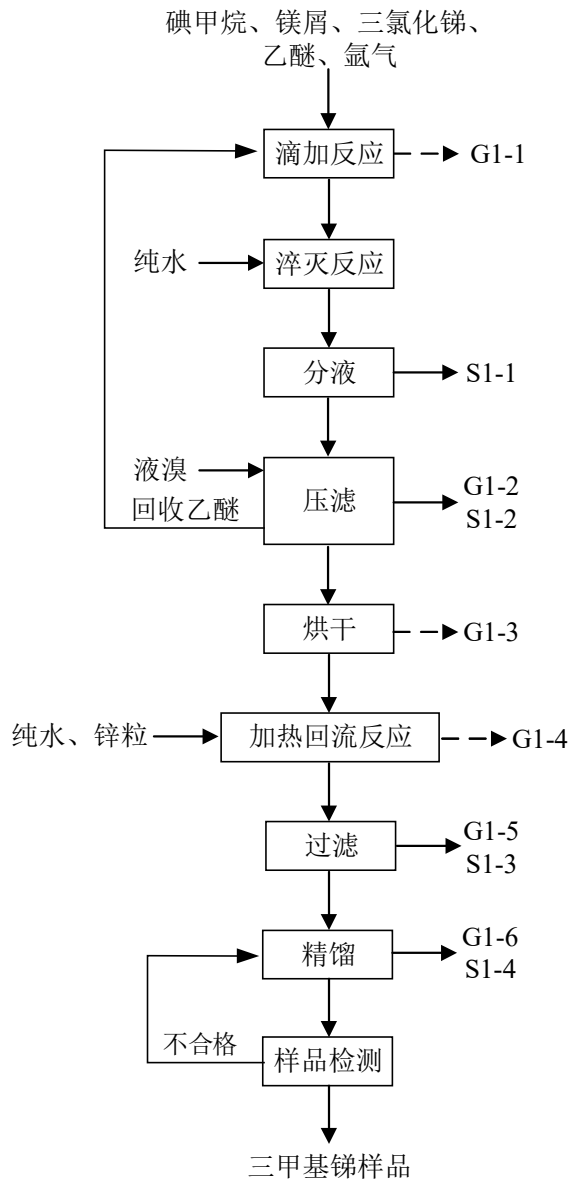 碘甲烷、镁屑、三氯化锑、
乙醚、氩气
滴加反应
G1-1
纯水
淬灭反应
分液
S1-1
液溴
回收乙醚
压滤
G1-2
S1-2
烘干
G1-3
纯水、锌粒
加热回流反应
G1-4
过滤
G1-5
S1-3
精馏
G1-6
S1-4
不合格
样品检测
三甲基锑样品